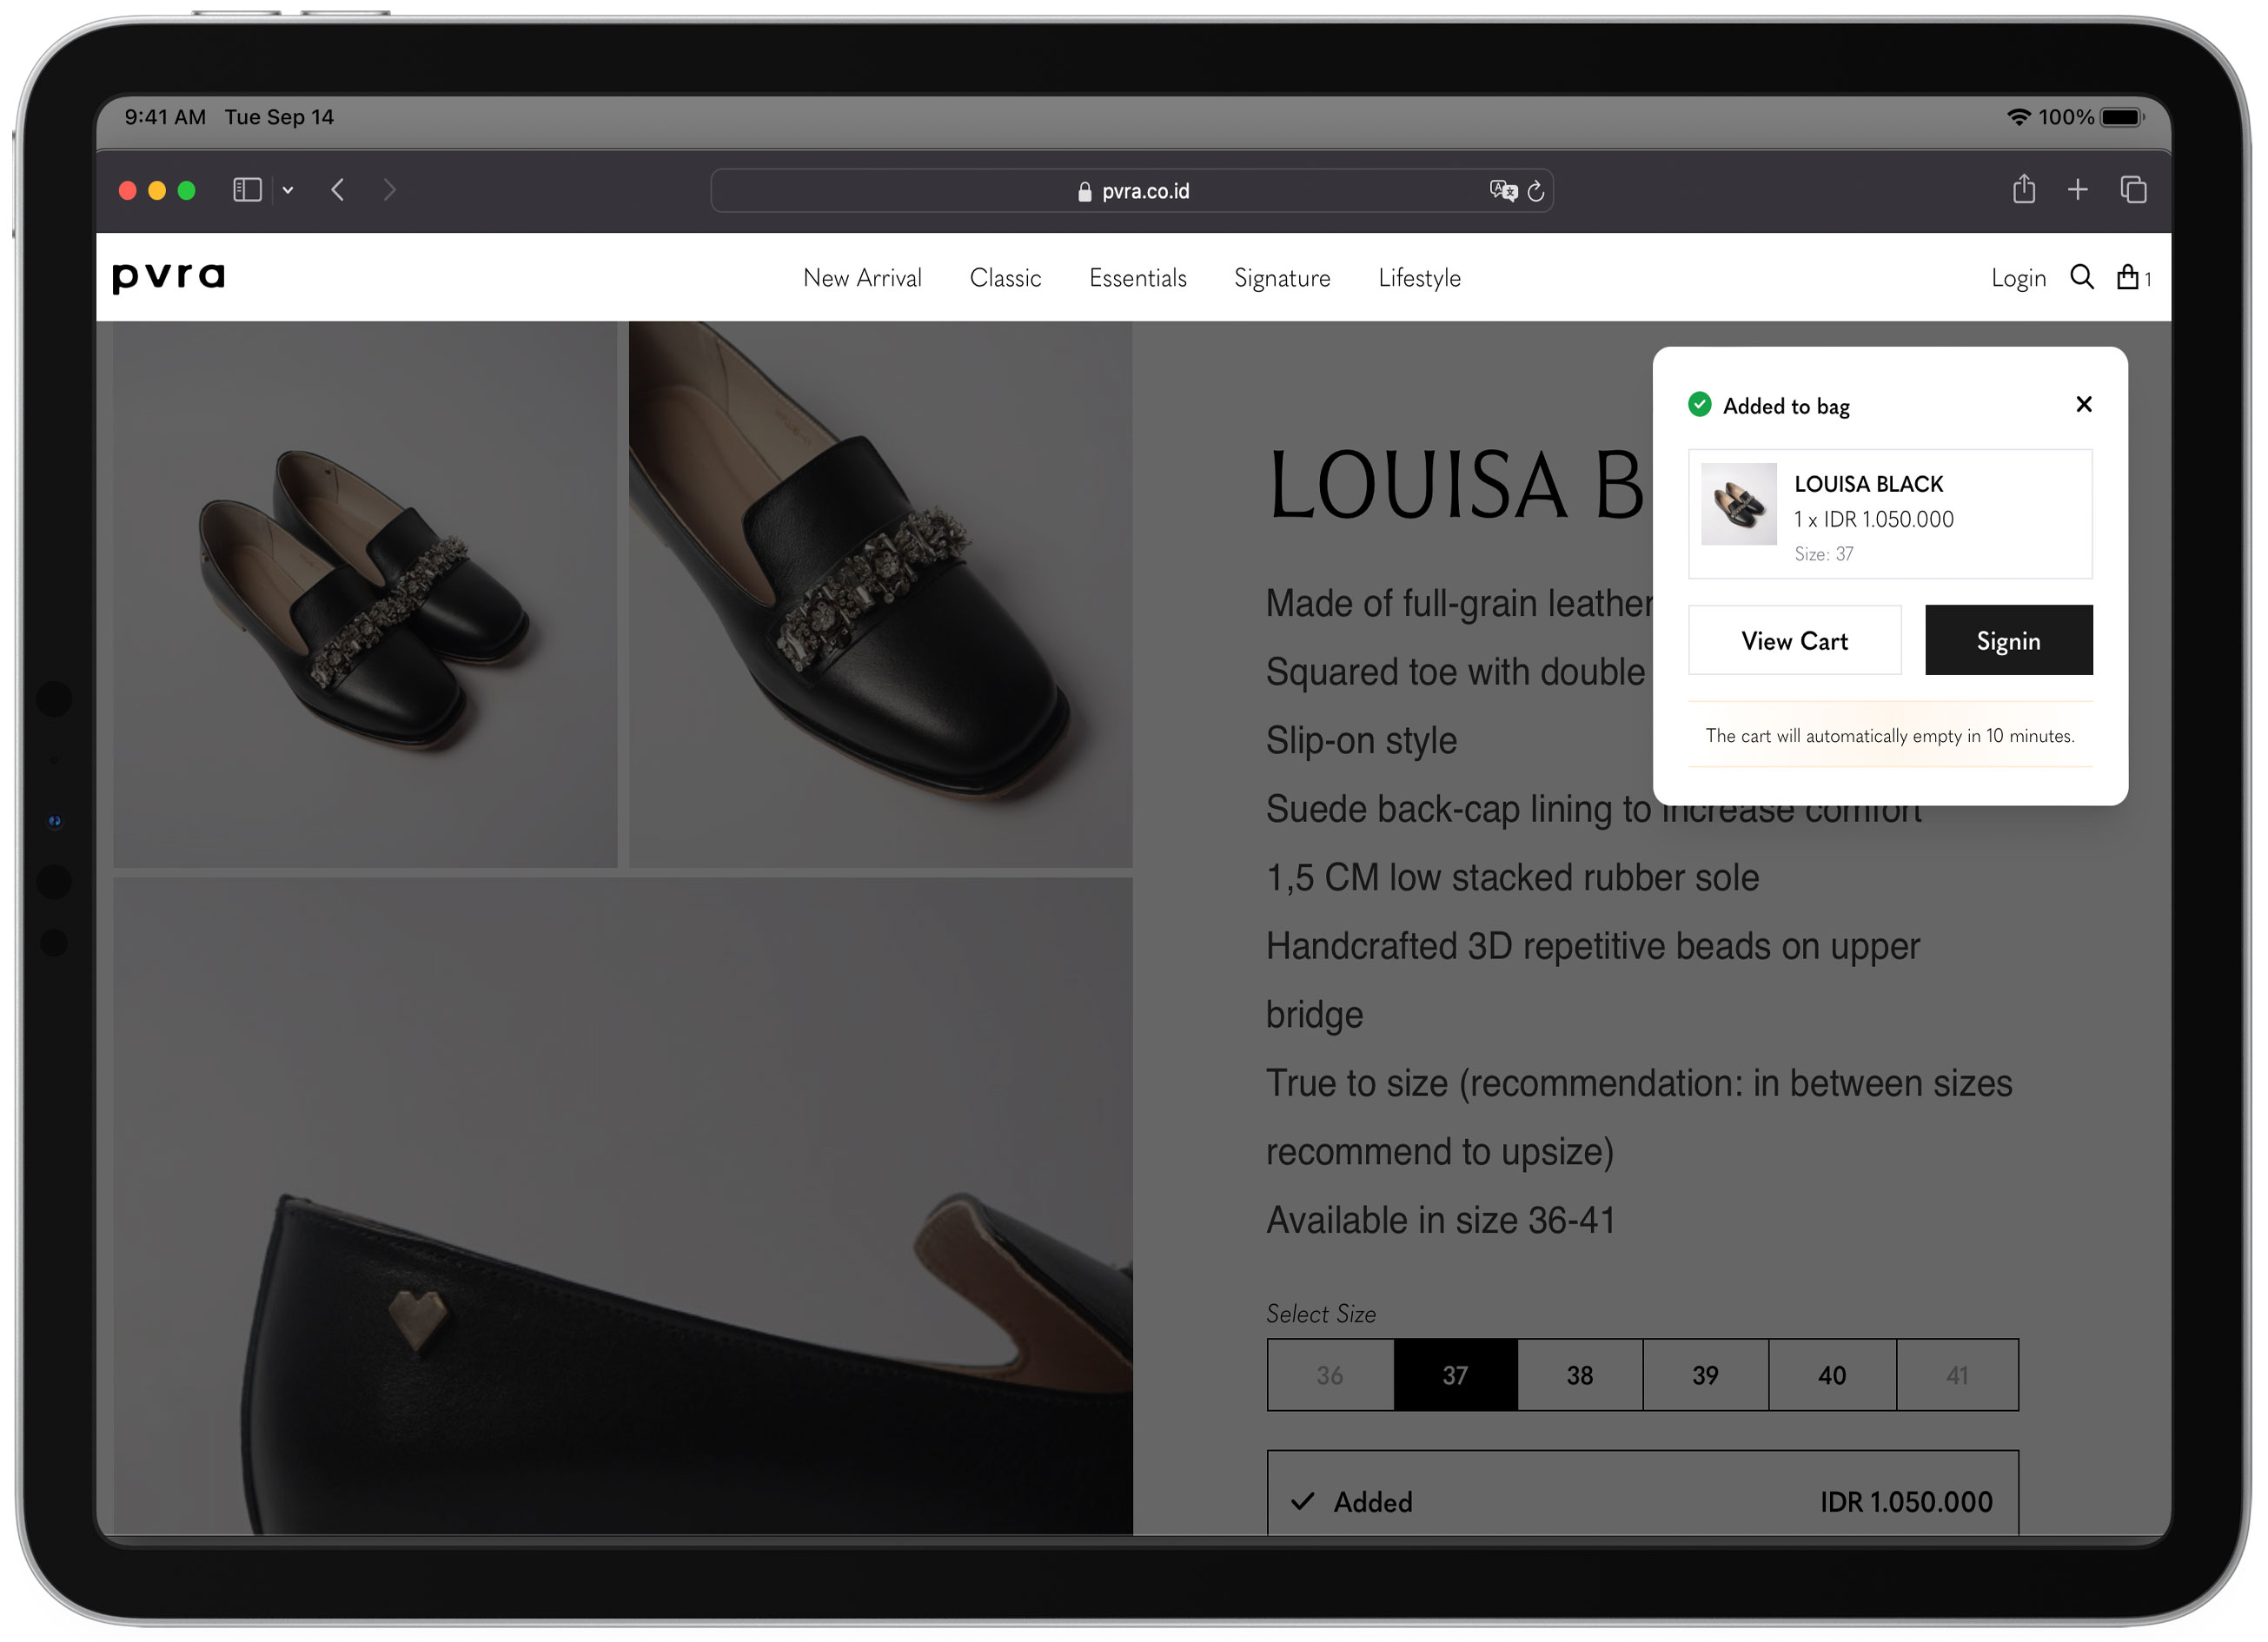 9:41 AM Tue Sep 14
100%
pvra.co.id
pvra
New Arrival Classic Essentials Signature Lifestyle
Login 1
Added to bag
LOUISA BLACK
1 x IDR 1.050.000
Size: 37
View Cart Signin
The cart will automatically empty in 10 minutes.
LOUISA B
Made of full-grain leather
Squared toe with double
Slip-on style
Suede back-cap lining to increase comfort
1,5 CM low stacked rubber sole
Handcrafted 3D repetitive beads on upper
bridge
True to size (recommendation: in between sizes
recommend to upsize)
Available in size 36-41
Select Size
36 37 38 39 40 41
Added IDR 1.050.000